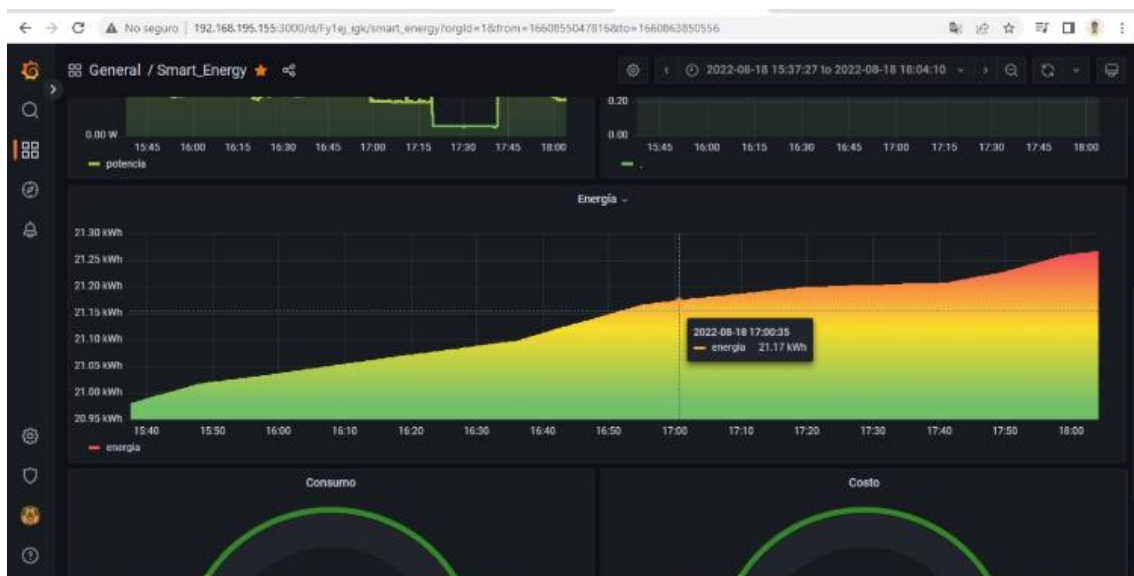 No seguro | 192.168.195.155:3000/d/Fy1ej_igk/smart_energy?orgId=1&from=1660855047816&to=1660863850556
General / Smart_Energy
2022-08-18 15:37:27 to 2022-08-18 18:04:10
0.00 W
15:45 16:00 16:15 16:30 16:45 17:00 17:15 17:30 17:45 18:00
potencia
0.20
0.00
15:45 16:00 16:15 16:30 16:45 17:00 17:15 17:30 17:45 18:00
.
Energía
21.30 kWh
21.25 kWh
21.20 kWh
21.15 kWh
21.10 kWh
21.05 kWh
21.00 kWh
20.95 kWh
2022-08-18 17:00:35
energia 21.17 kWh
15:40 15:50 16:00 16:10 16:20 16:30 16:40 16:50 17:00 17:10 17:20 17:30 17:40 17:50 18:00
energia
Consumo
Costo